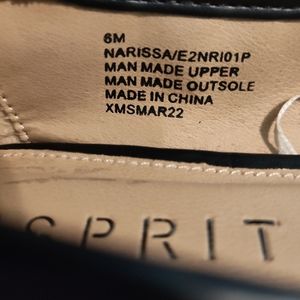 6M
NARISSA/E2NRI01P
MAN MADE UPPER
MAN MADE OUTSOLE
MADE IN CHINA
XMSMAR22
SPRIT